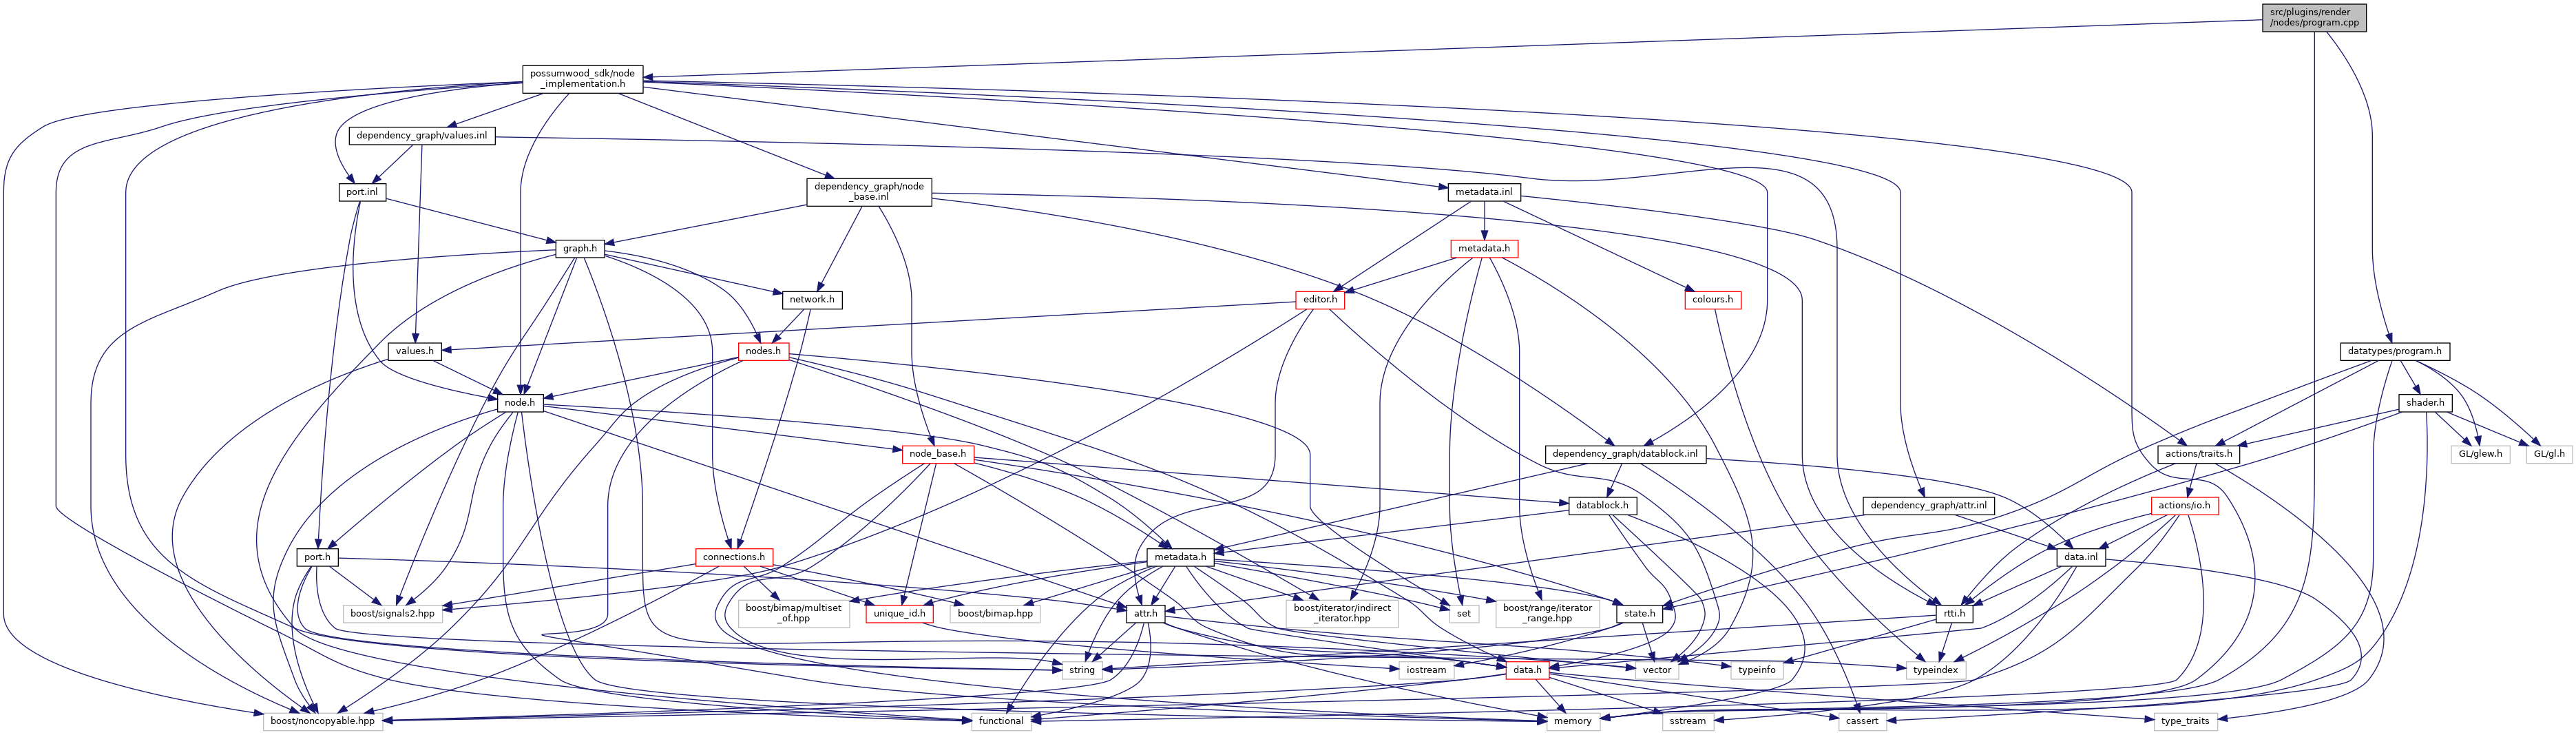 src/plugins/render
/nodes/program.cpp
possumwood_sdk/node
_implementation.h
dependency_graph/values.inl
port.inl
dependency_graph/node
_base.inl
metadata.inl
graph.h
metadata.h
network.h
editor.h
colours.h
values.h
nodes.h
datatypes/program.h
node.h
shader.h
node_base.h
dependency_graph/datablock.inl
actions/traits.h
GL/glew.h
GL/gl.h
datablock.h
dependency_graph/attr.inl
actions/io.h
port.h
connections.h
metadata.h
data.inl
boost/signals2.hpp
boost/bimap/multiset
_of.hpp
unique_id.h
boost/bimap.hpp
attr.h
boost/iterator/indirect
_iterator.hpp
set
boost/range/iterator
_range.hpp
state.h
rtti.h
string
iostream
data.h
vector
typeinfo
typeindex
boost/noncopyable.hpp
functional
memory
sstream
cassert
type_traits